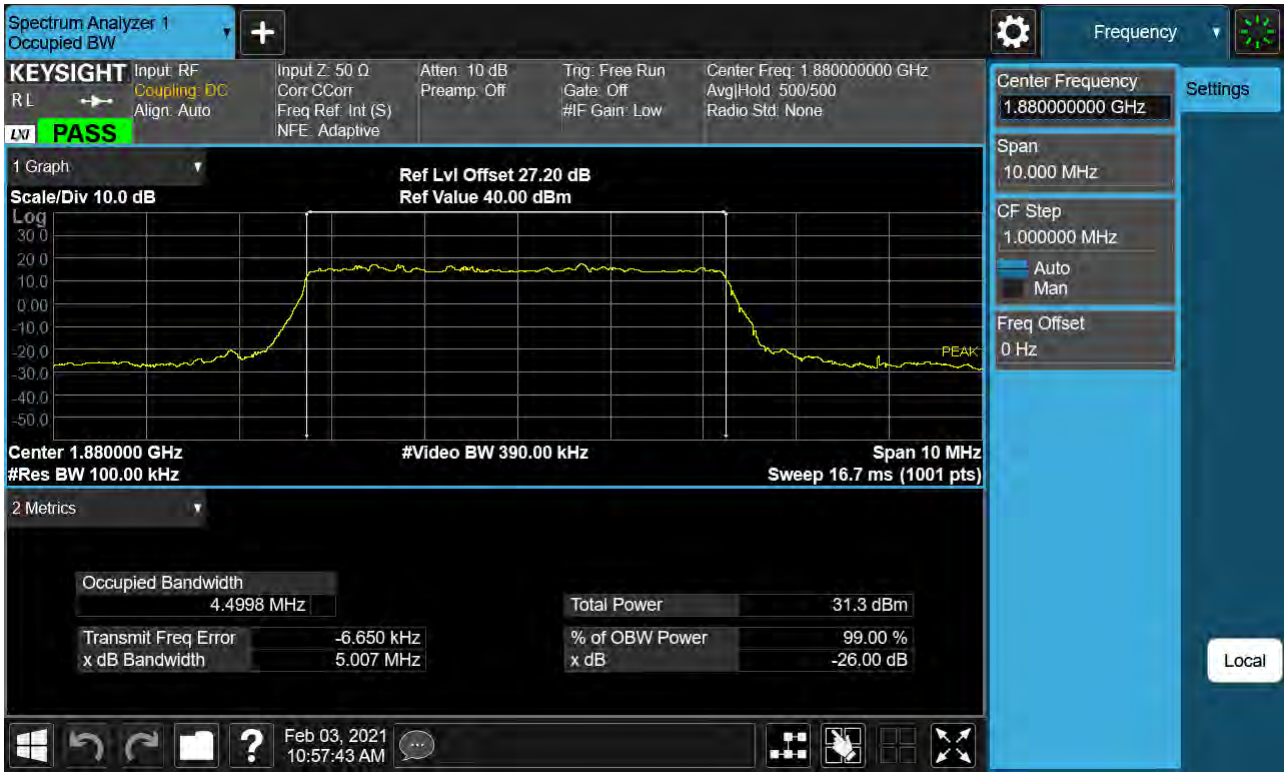 Spectrum Analyzer 1
Occupied BW
+
Frequency
KEYSIGHT
R L
LXI PASS
Input: RF
Coupling: DC
Align: Auto
Input Z: 50 Ω
Corr CCorr
Freq Ref: Int (S)
NFE: Adaptive
Atten: 10 dB
Preamp: Off
Trig: Free Run
Gate: Off
#IF Gain: Low
Center Freq: 1.880000000 GHz
Avg|Hold: 500/500
Radio Std: None
Center Frequency
1.880000000 GHz
Settings
Span
10.000 MHz
CF Step
1.000000 MHz
Auto
Man
Freq Offset
0 Hz
Local
1 Graph
Scale/Div 10.0 dB
Ref Lvl Offset 27.20 dB
Ref Value 40.00 dBm
Log
30.0
20.0
10.0
0.00
-10.0
-20.0
-30.0
-40.0
-50.0
PEAK
Center 1.880000 GHz
#Res BW 100.00 kHz
#Video BW 390.00 kHz
Span 10 MHz
Sweep 16.7 ms (1001 pts)
2 Metrics
Occupied Bandwidth
4.4998 MHz
Transmit Freq Error -6.650 kHz
x dB Bandwidth 5.007 MHz
Total Power 31.3 dBm
% of OBW Power 99.00 %
x dB -26.00 dB
?
Feb 03, 2021
10:57:43 AM